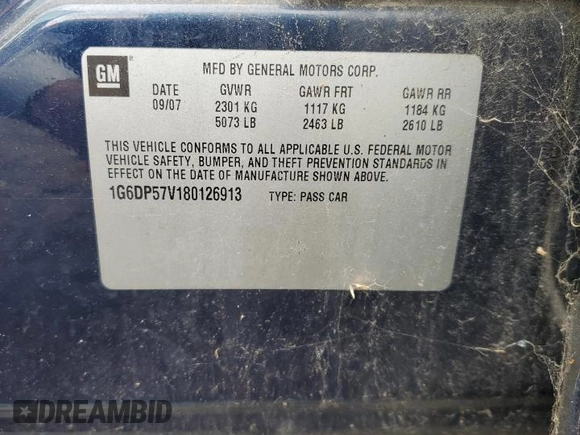 GM
MFD BY GENERAL MOTORS CORP.
DATE GVWR GAWR FRT GAWR RR
09/07 2301 KG 1117 KG 1184 KG
5073 LB 2463 LB 2610 LB
THIS VEHICLE CONFORMS TO ALL APPLICABLE U.S. FEDERAL MOTOR
VEHICLE SAFETY, BUMPER, AND THEFT PREVENTION STANDARDS IN
EFFECT ON THE DATE OF MANUFACTURE SHOWN ABOVE.
1G6DP57V180126913 TYPE: PASS CAR
DREAMBID